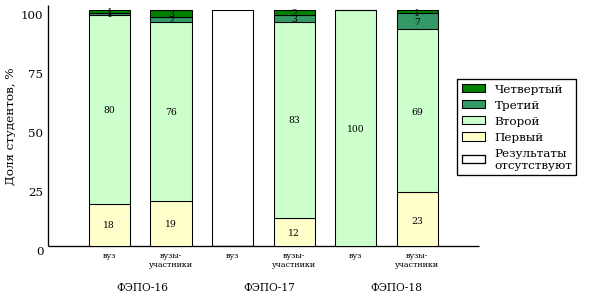 Доля студентов, %
100
75
50
25
0
1
1
80
18
3
2
76
19
2
3
83
12
100
1
7
69
23
вуз
вузы-
участники
вуз
вузы-
участники
вуз
вузы-
участники
ФЭПО-16
ФЭПО-17
ФЭПО-18
Четвертый
Третий
Второй
Первый
Результаты
отсутствуют